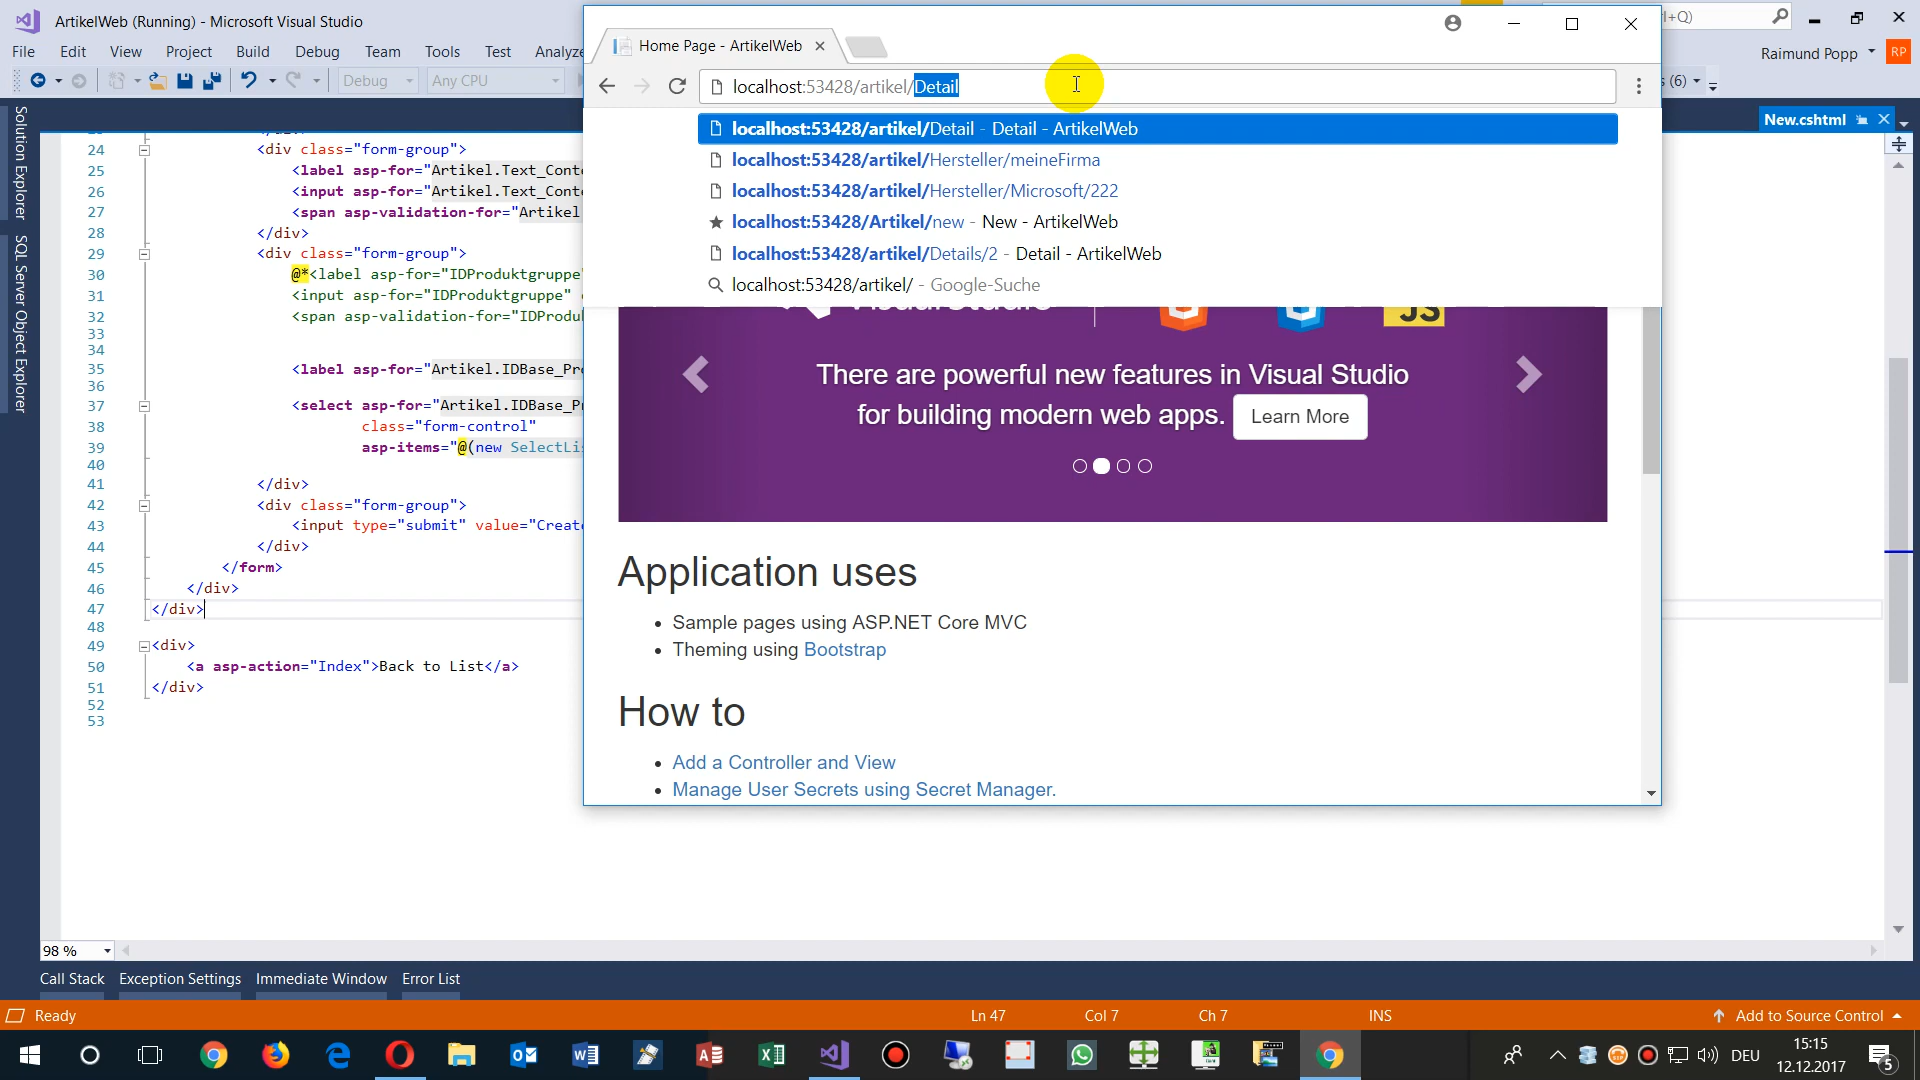 ArtikelWeb (Running) - Microsoft Visual Studio
File Edit View Project Build Debug Team Tools Test Analyze
Debug Any CPU
Solution Explorer
SQL Server Object Explorer
24 <div class="form-group">
25 <label asp-for="Artikel.Text_Conte
26 <input asp-for="Artikel.Text_Conte
27 <span asp-validation-for="Artikel
28 </div>
29 <div class="form-group">
30 @*<label asp-for="IDProduktgruppe"
31 <input asp-for="IDProduktgruppe"
32 <span asp-validation-for="IDProdu
33
34
35 <label asp-for="Artikel.IDBase_Pro
36
37 <select asp-for="Artikel.IDBase_Pr
38 class="form-control"
39 asp-items="@(new SelectLis
40
41 </div>
42 <div class="form-group">
43 <input type="submit" value="Create
44 </div>
45 </form>
46 </div>
47 </div>
48
49 <div>
50 <a asp-action="Index">Back to List</a>
51 </div>
52
53
98 %
Call Stack Exception Settings Immediate Window Error List
Ready Ln 47 Col 7 Ch 7 INS Add to Source Control
Home Page - ArtikelWeb
localhost:53428/artikel/Detail
localhost:53428/artikel/Detail - Detail - ArtikelWeb
localhost:53428/artikel/Hersteller/meineFirma
localhost:53428/artikel/Hersteller/Microsoft/222
localhost:53428/Artikel/new - New - ArtikelWeb
localhost:53428/artikel/Details/2 - Detail - ArtikelWeb
localhost:53428/artikel/ - Google-Suche
There are powerful new features in Visual Studio
for building modern web apps. Learn More
Application uses
Sample pages using ASP.NET Core MVC
Theming using Bootstrap
How to
Add a Controller and View
Manage User Secrets using Secret Manager.
l+Q)
Raimund Popp RP
s (6)
New.cshtml
DEU
15:15
12.12.2017
5